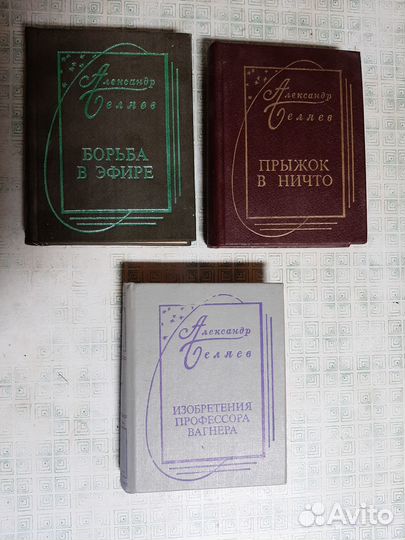 Александр
Беляев
БОРЬБА
В ЭФИРЕ
Александр
Беляев
ПРЫЖОК
В НИЧТО
Александр
Беляев
ИЗОБРЕТЕНИЯ
ПРОФЕССОРА
ВАГНЕРА
Avito